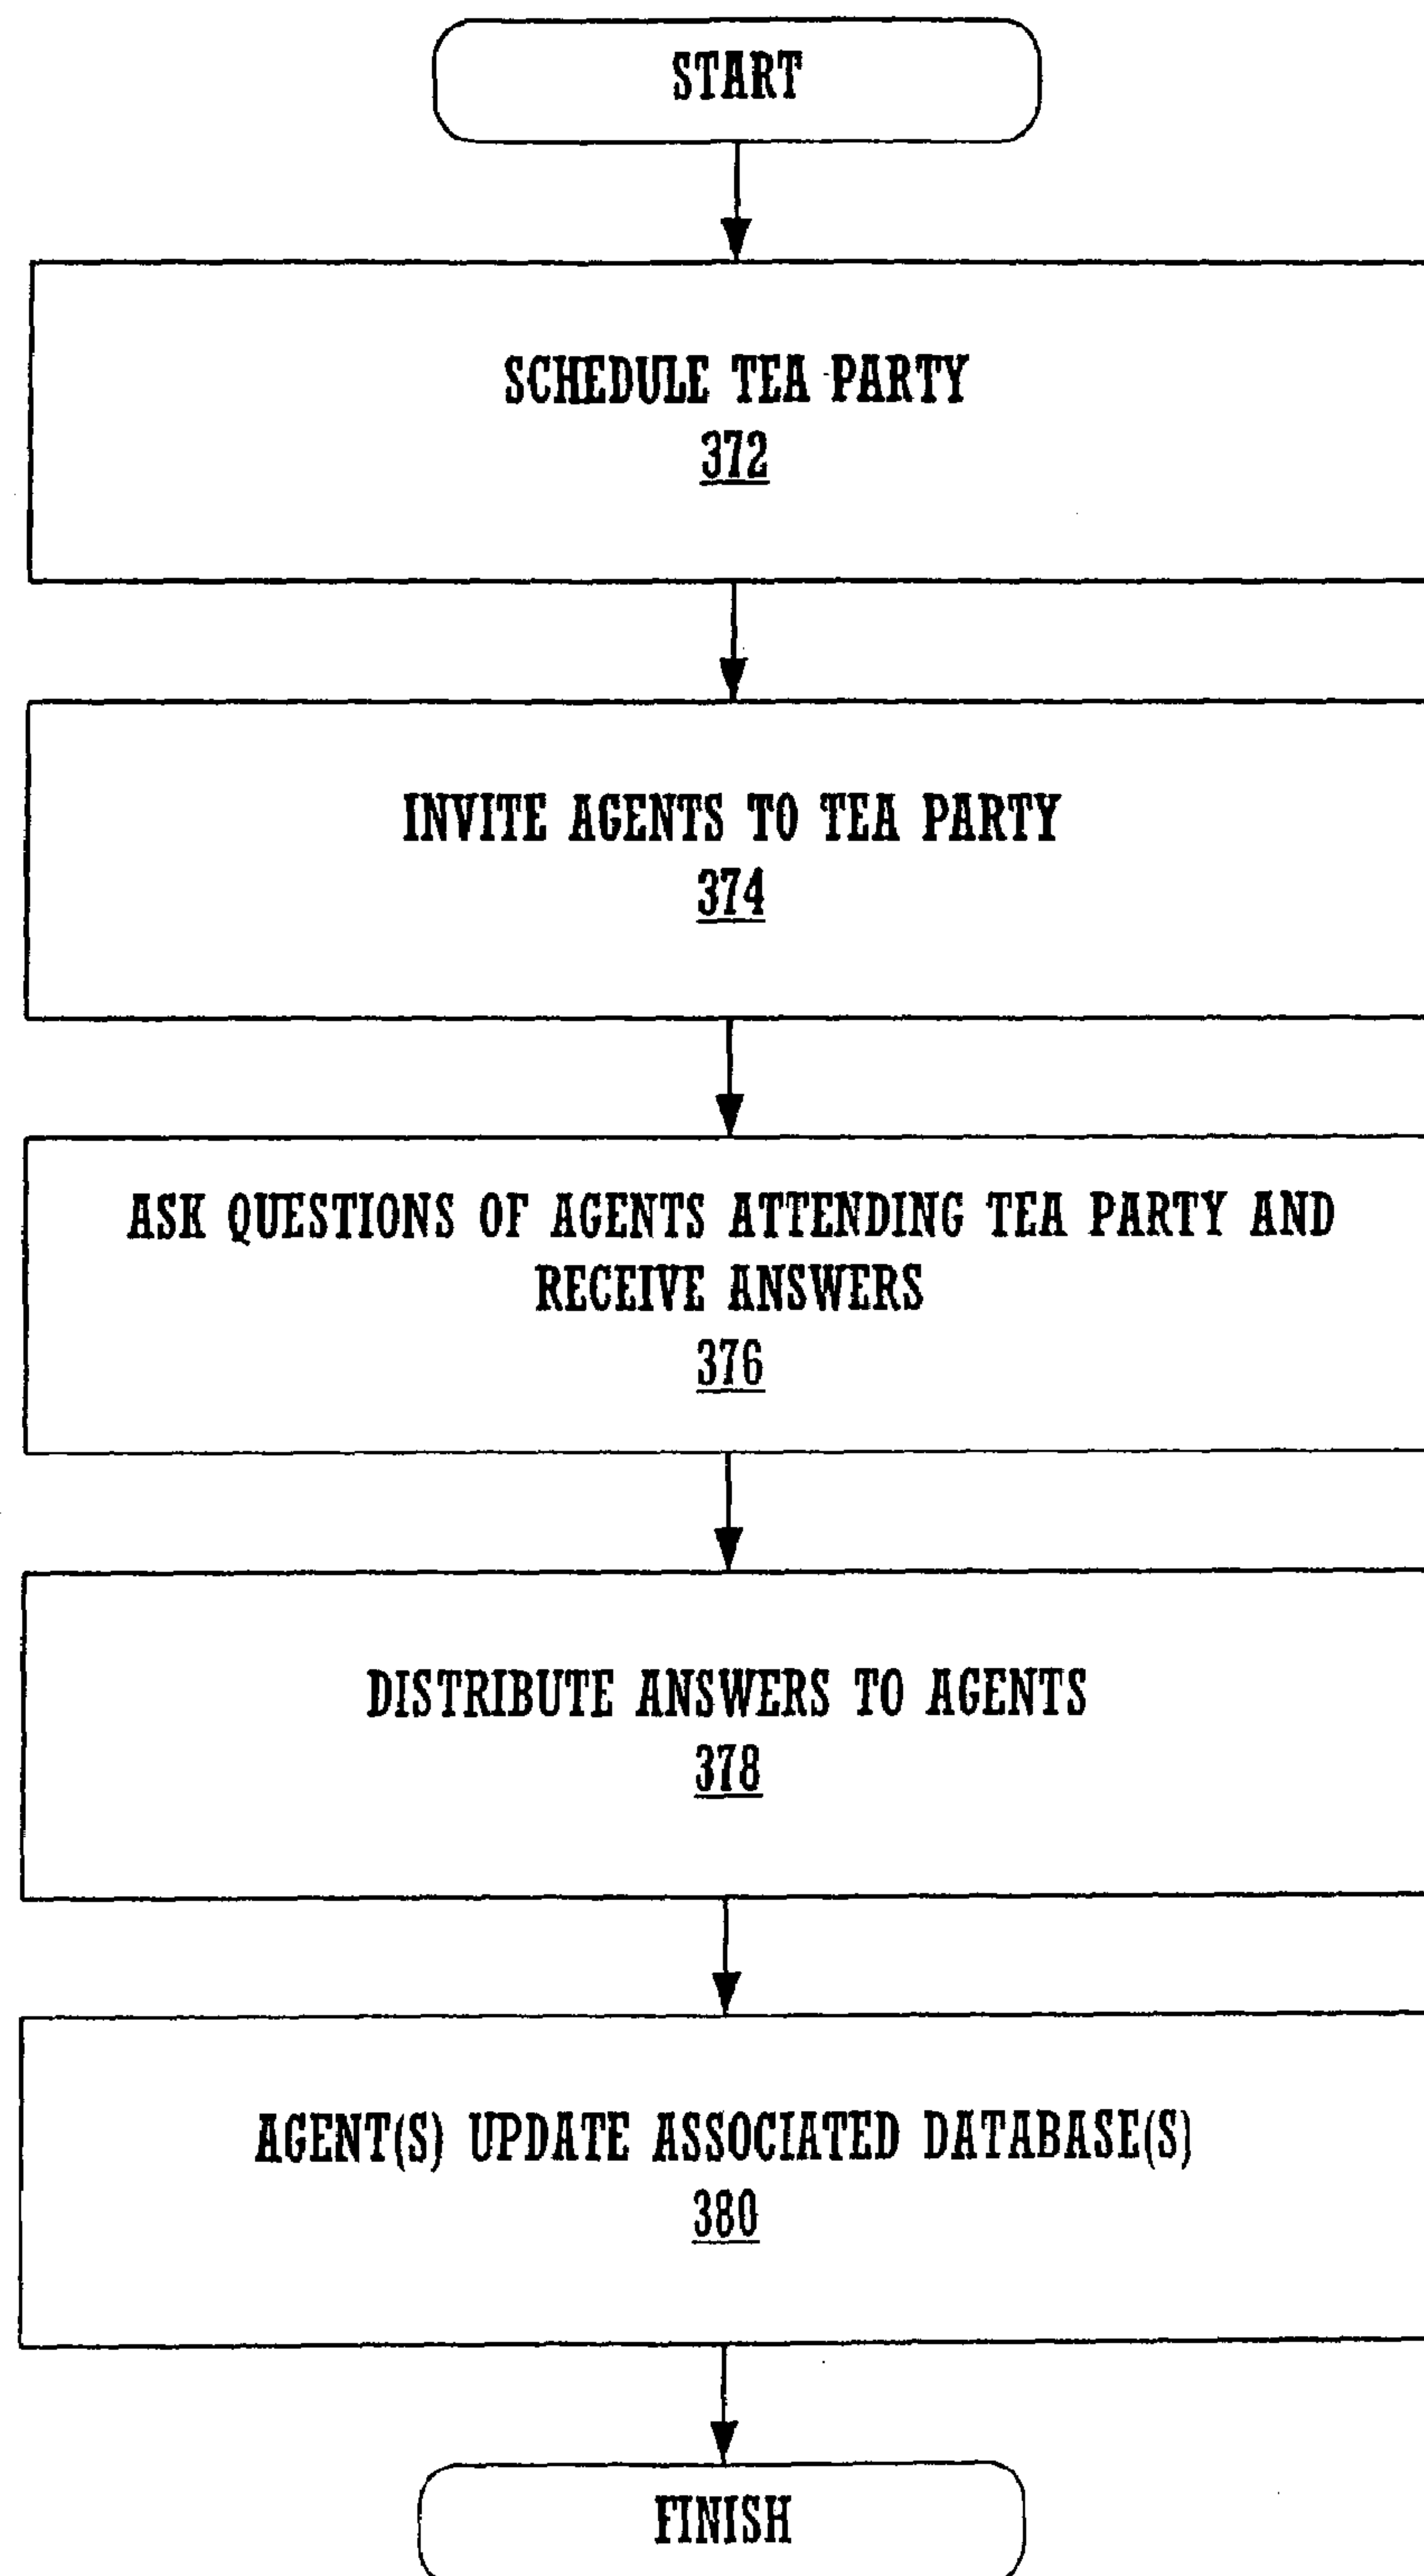 START
SCHEDULE TEA PARTY
372
INVITE AGENTS TO TEA PARTY
374
ASK QUESTIONS OF AGENTS ATTENDING TEA PARTY AND
RECEIVE ANSWERS
376
DISTRIBUTE ANSWERS TO AGENTS
378
AGENT(S) UPDATE ASSOCIATED DATABASE(S)
380
FINISH